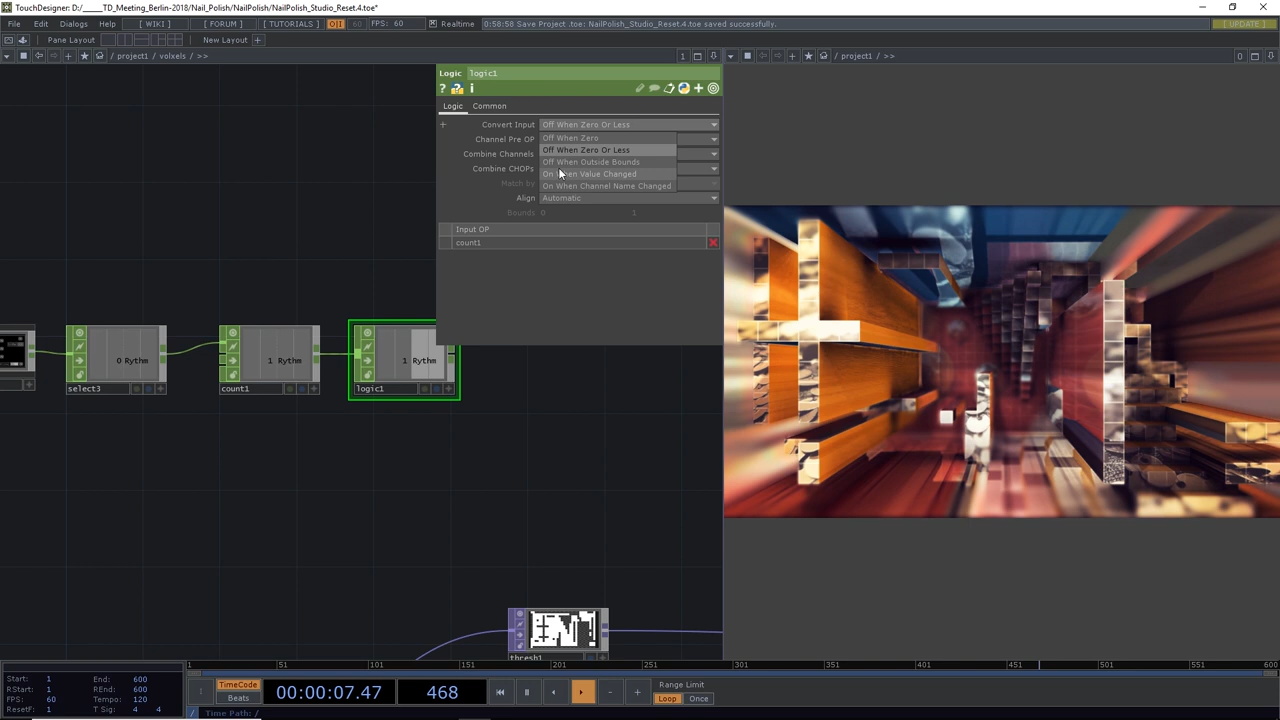 TouchDesigner: D:/_____TD_Meeting_Berlin-2018/Nail_Polish/NailPolish/NailPolish_Studio_Reset.4.toe*
File Edit Dialogs [ WIKI ] [ FORUM ] [ TUTORIALS ] O|I 60 FPS: 60 Realtime 0:58:58 Save Project .toe: NailPolish_Studio_Reset.4.toe saved successfully. [ UPDATE ]
Pane Layout New Layout +
/ project1 / volxels / >> 1
/ project1 / >> 0
Logic logic1
? ? i
Logic Common
+ Convert Input Off When Zero Or Less
Channel Pre OP Off When Zero
Off When Zero Or Less
Combine Channels
Off When Outside Bounds
Combine CHOPs
On When Value Changed
Match by On When Channel Name Changed
Align Automatic
Bounds 0 1
Input OP
count1
0 Rythm
1 Rythm
1 Rythm
select3
count1
logic1
thresh1
1 51 101 151 201 251 301 351 401 451 501 551 600
Start: 1 End: 600
RStart: 1 REnd: 600
FPS: 60 Tempo: 120
ResetF: 1 T Sig: 4 4
TimeCode
Beats
00:00:07.47
468
- +
Range Limit
Loop Once
Time Path: /